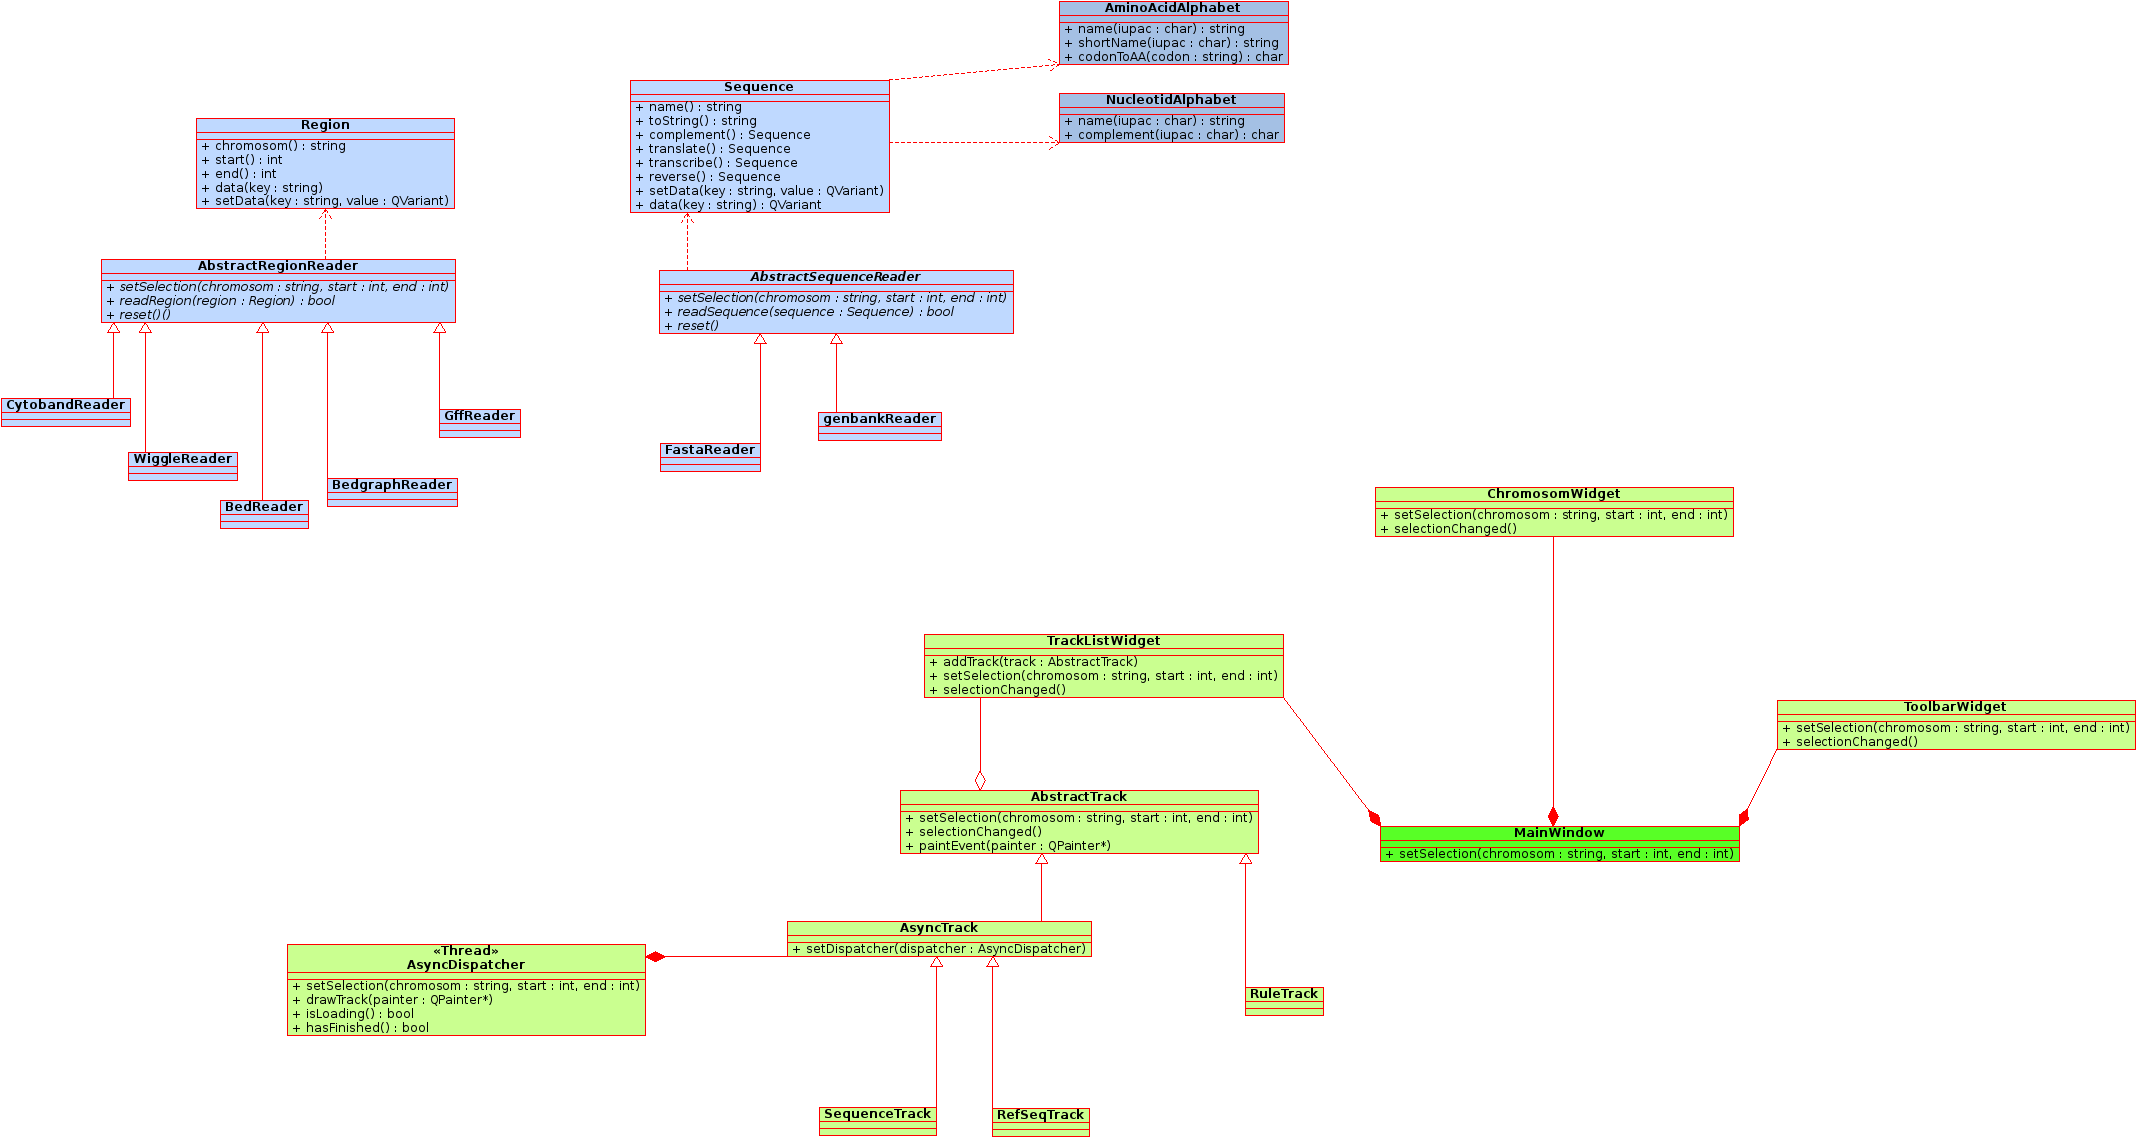 AminoAcidAlphabet
+ name(iupac : char) : string
+ shortName(iupac : char) : string
+ codonToAA(codon : string) : char
Sequence
+ name() : string
+ toString() : string
+ complement() : Sequence
+ translate() : Sequence
+ transcribe() : Sequence
+ reverse() : Sequence
+ setData(key : string, value : QVariant)
+ data(key : string) : QVariant
NucleotidAlphabet
+ name(iupac : char) : string
+ complement(iupac : char) : char
Region
+ chromosom() : string
+ start() : int
+ end() : int
+ data(key : string)
+ setData(key : string, value : QVariant)
AbstractRegionReader
+ setSelection(chromosom : string, start : int, end : int)
+ readRegion(region : Region) : bool
+ reset()()
AbstractSequenceReader
+ setSelection(chromosom : string, start : int, end : int)
+ readSequence(sequence : Sequence) : bool
+ reset()
CytobandReader
GffReader
genbankReader
FastaReader
WiggleReader
BedgraphReader
BedReader
ChromosomWidget
+ setSelection(chromosom : string, start : int, end : int)
+ selectionChanged()
TrackListWidget
+ addTrack(track : AbstractTrack)
+ setSelection(chromosom : string, start : int, end : int)
+ selectionChanged()
ToolbarWidget
+ setSelection(chromosom : string, start : int, end : int)
+ selectionChanged()
AbstractTrack
+ setSelection(chromosom : string, start : int, end : int)
+ selectionChanged()
+ paintEvent(painter : QPainter*)
MainWindow
+ setSelection(chromosom : string, start : int, end : int)
AsyncTrack
+ setDispatcher(dispatcher : AsyncDispatcher)
«Thread»
AsyncDispatcher
+ setSelection(chromosom : string, start : int, end : int)
+ drawTrack(painter : QPainter*)
+ isLoading() : bool
+ hasFinished() : bool
RuleTrack
SequenceTrack
RefSeqTrack